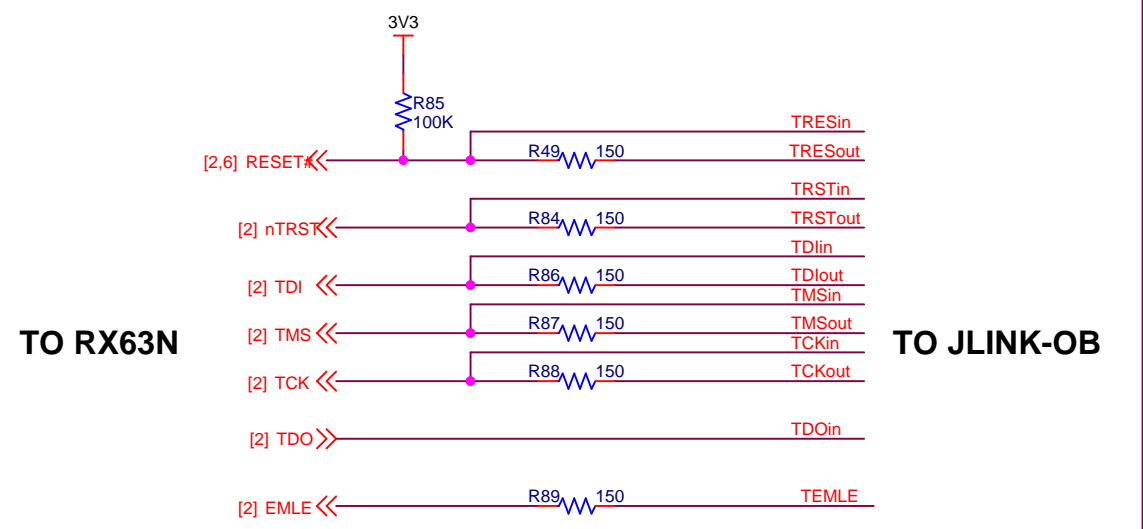 3V3
R85
100K
TRESin
[2,6] RESET#
R49 150
TRESout
TRSTin
[2] nTRST
R84 150
TRSTout
TDIin
[2] TDI
R86 150
TDIout
TMSin
[2] TMS
R87 150
TMSout
TO RX63N
TO JLINK-OB
TCKin
[2] TCK
R88 150
TCKout
[2] TDO
TDOin
[2] EMLE
R89 150
TEMLE